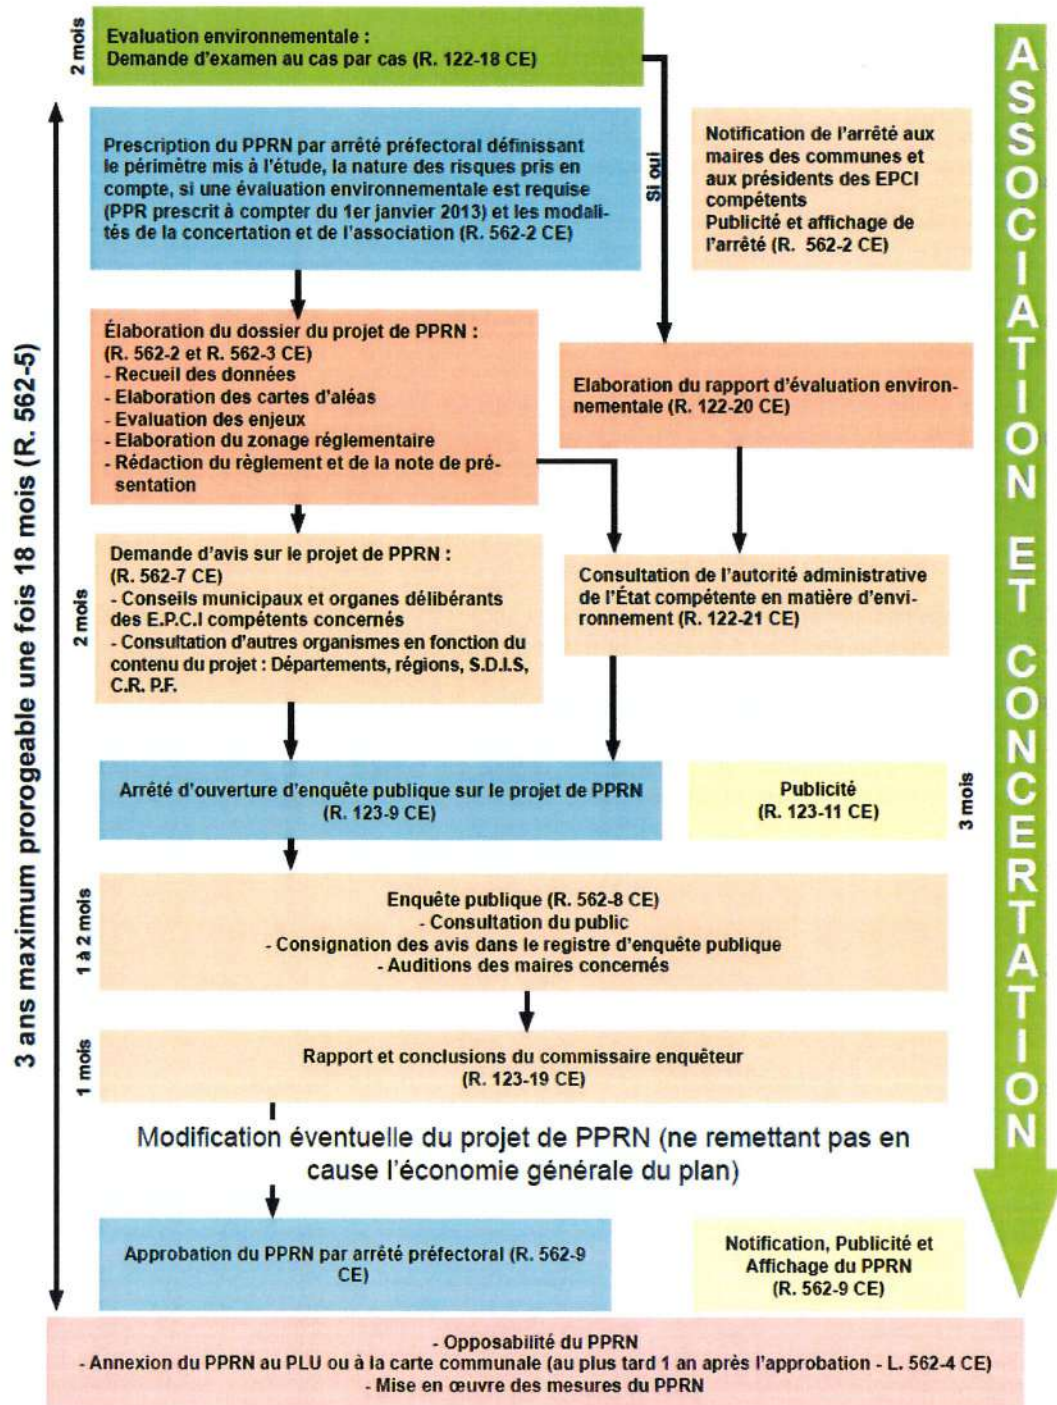 2 mois
Evaluation environnementale :
Demande d'examen au cas par cas (R. 122-18 CE)
3 ans maximum prorogeable une fois 18 mois (R. 562-5)
Prescription du PPRN par arrêté préfectoral définissant
le périmètre mis à l'étude, la nature des risques pris en
compte, si une évaluation environnementale est requise
(PPR prescrit à compter du 1er janvier 2013) et les modali-
tés de la concertation et de l'association (R. 562-2 CE)
Si oui
Notification de l'arrêté aux
maires des communes et
aux présidents des EPCI
compétents
Publicité et affichage de
l'arrêté (R. 562-2 CE)
Élaboration du dossier du projet de PPRN :
(R. 562-2 et R. 562-3 CE)
- Recueil des données
- Elaboration des cartes d'aléas
- Evaluation des enjeux
- Elaboration du zonage réglementaire
- Rédaction du règlement et de la note de pré-
sentation
Elaboration du rapport d'évaluation environ-
nementale (R. 122-20 CE)
2 mois
Demande d'avis sur le projet de PPRN :
(R. 562-7 CE)
- Conseils municipaux et organes délibérants
des E.P.C.I compétents concernés
- Consultation d'autres organismes en fonction du
contenu du projet : Départements, régions, S.D.I.S,
C.R. P.F.
Consultation de l'autorité administrative
de l'État compétente en matière d'envi-
ronnement (R. 122-21 CE)
Arrêté d'ouverture d'enquête publique sur le projet de PPRN
(R. 123-9 CE)
Publicité
(R. 123-11 CE)
3 mois
1 à 2 mois
Enquête publique (R. 562-8 CE)
- Consultation du public
- Consignation des avis dans le registre d'enquête publique
- Auditions des maires concernés
1 mois
Rapport et conclusions du commissaire enquêteur
(R. 123-19 CE)
Modification éventuelle du projet de PPRN (ne remettant pas en
cause l'économie générale du plan)
Approbation du PPRN par arrêté préfectoral (R. 562-9
CE)
Notification, Publicité et
Affichage du PPRN
(R. 562-9 CE)
- Opposabilité du PPRN
- Annexion du PPRN au PLU ou à la carte communale (au plus tard 1 an après l'approbation - L. 562-4 CE)
- Mise en œuvre des mesures du PPRN
ASSOCIATION ET CONCERTATION